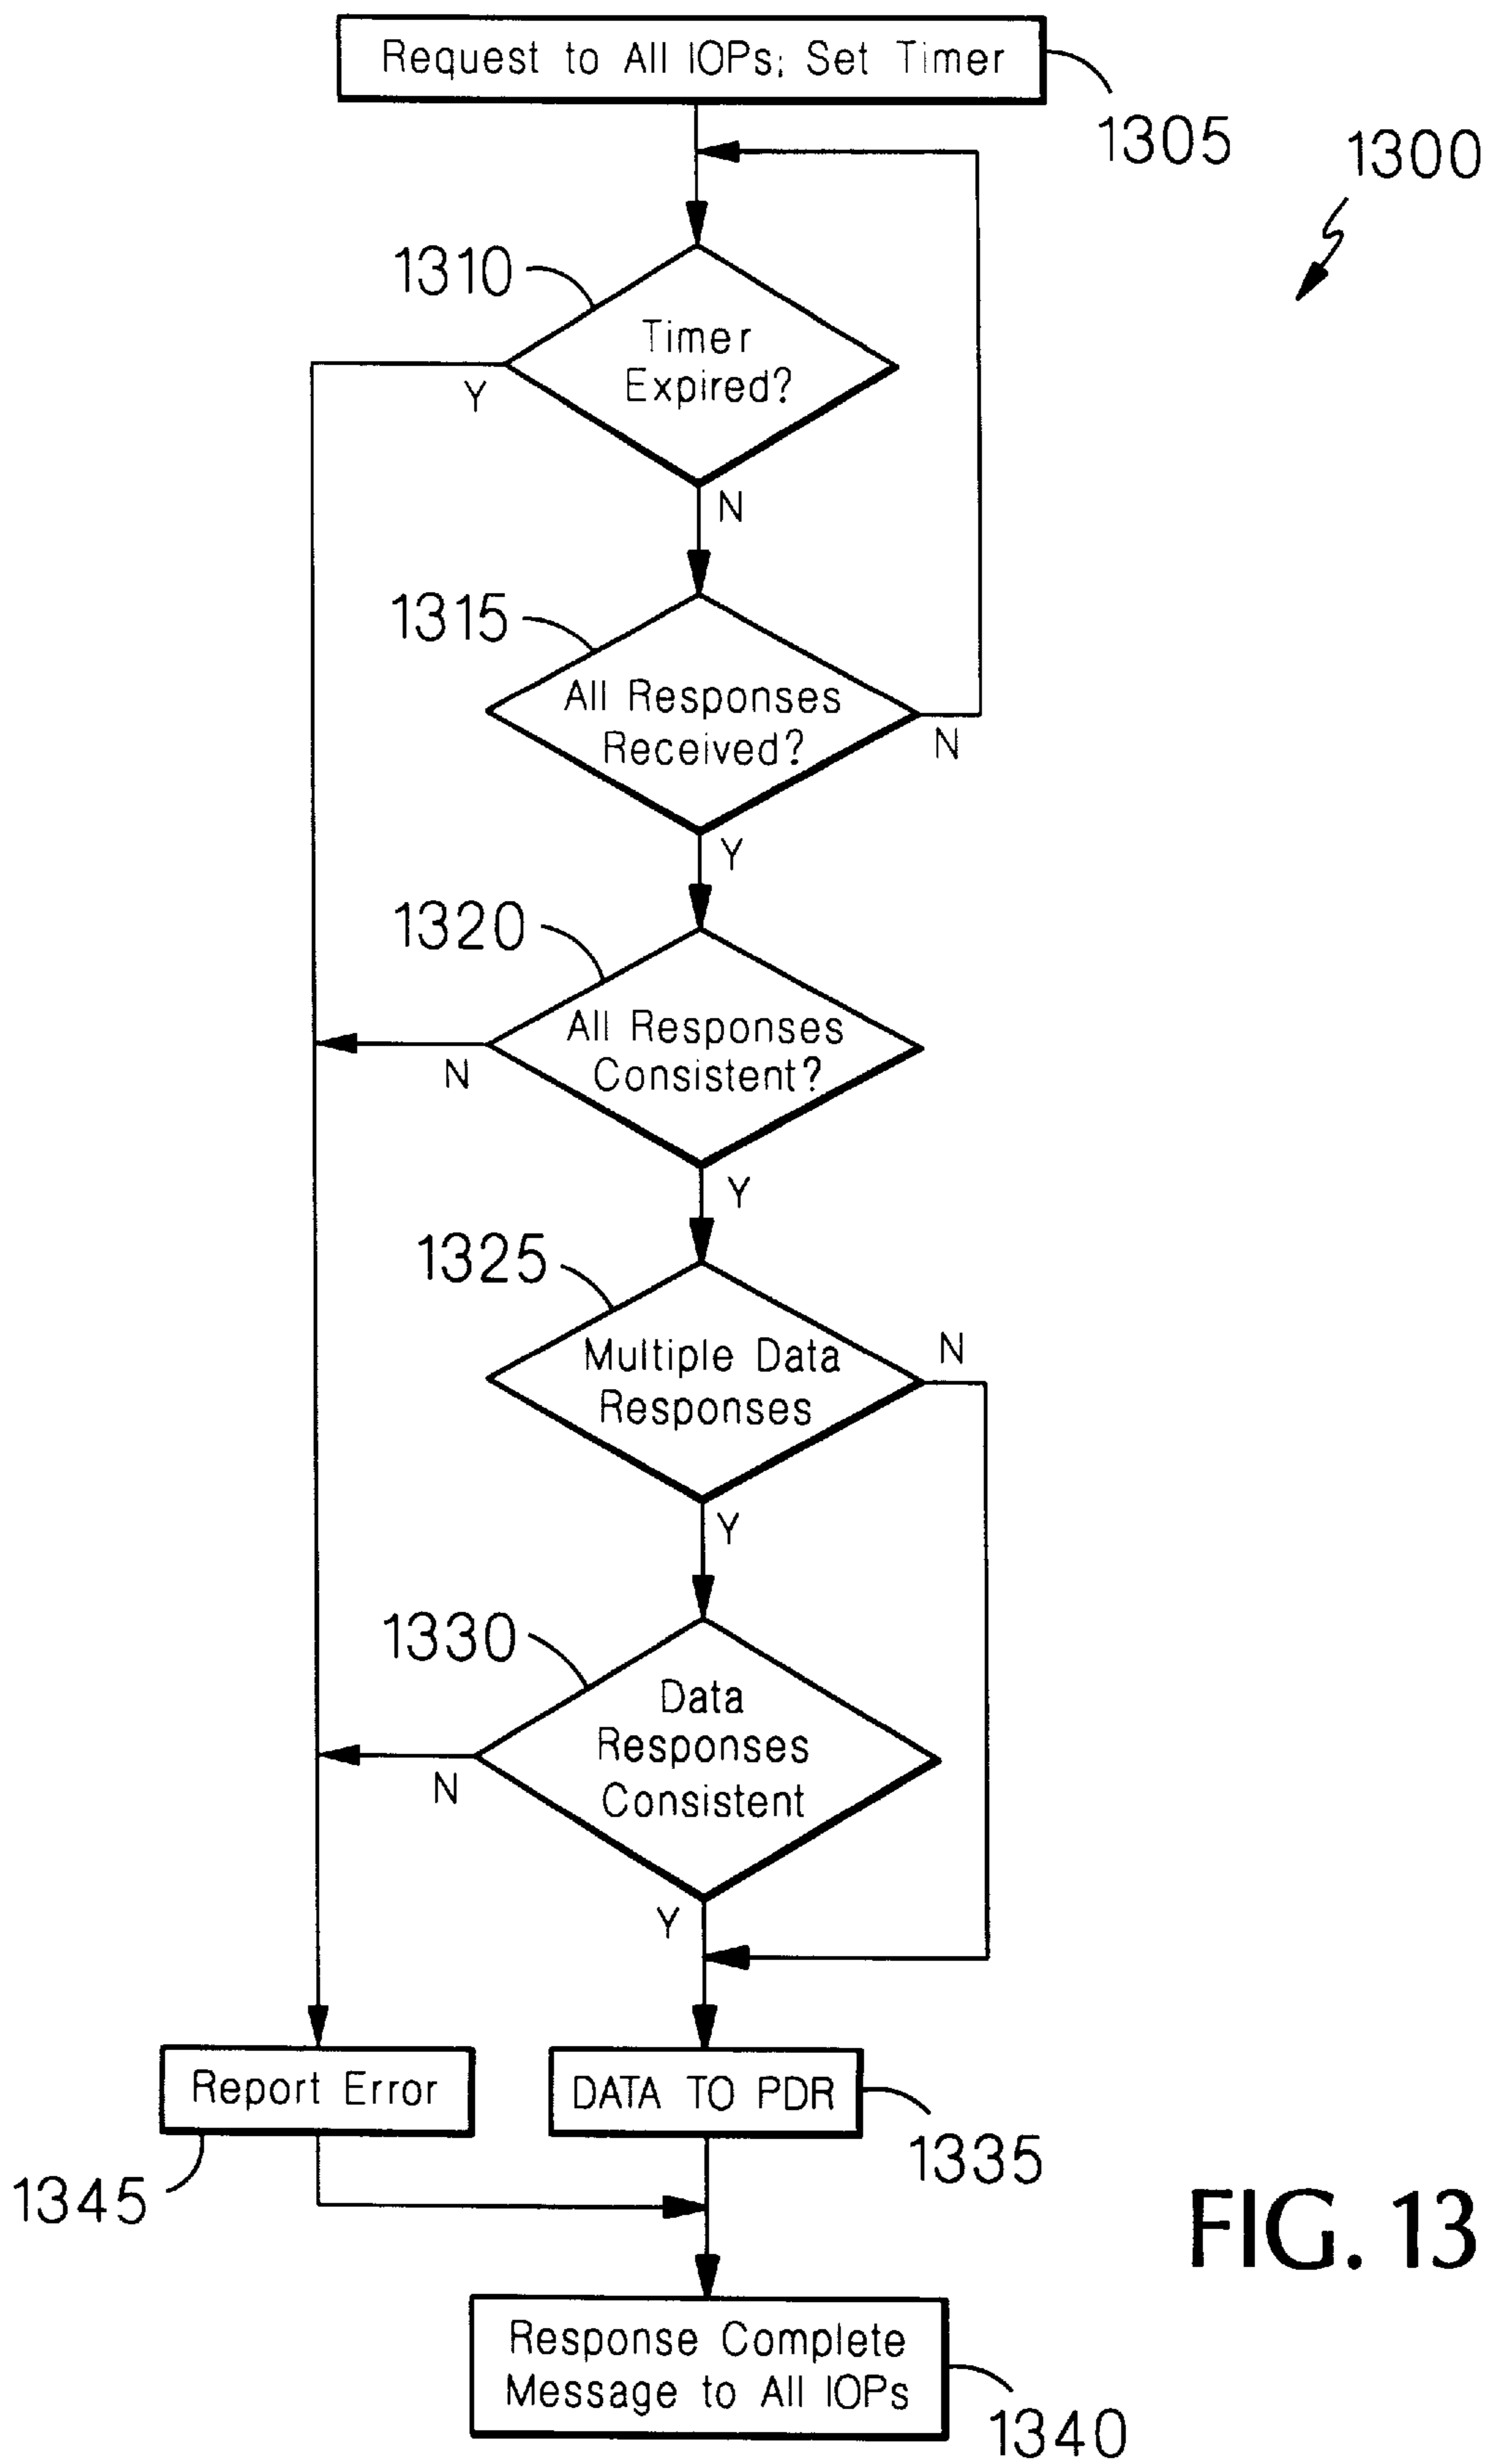 Request to All IOPs; Set Timer
1305
1300
1310
Timer
Expired?
Y
N
1315
All Responses
Received?
N
Y
1320
All Responses
Consistent?
N
Y
1325
Multiple Data
Responses
N
Y
1330
Data
Responses
Consistent
N
Y
Report Error
DATA TO PDR
1335
1345
FIG. 13
Response Complete
Message to All IOPs
1340